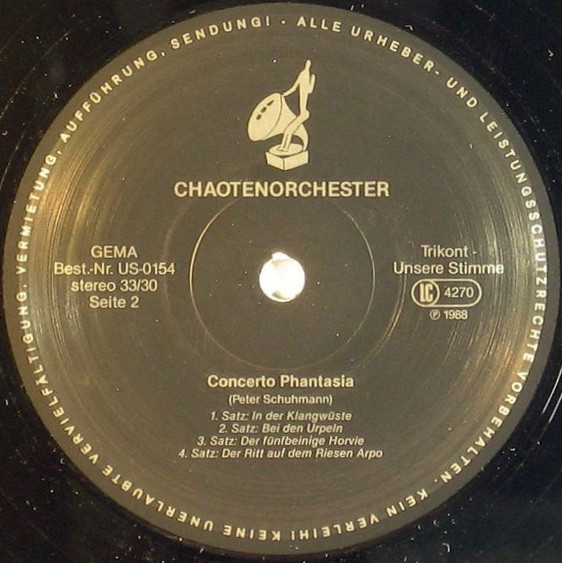 ALLE URHEBER- UND LEISTUNGSSCHUTZRECHTE VORBEHALTEN · KEIN VERLEIH! KEINE UNERLAUBTE VERVIELFÄLTIGUNG, VERMIETUNG, AUFFÜHRUNG, SENDUNG! ·
CHAOTENORCHESTER
GEMA
Best.-Nr. US-0154
stereo 33/30
Seite 2
Trikont -
Unsere Stimme
LC 4270
℗ 1988
Concerto Phantasia
(Peter Schuhmann)
1. Satz: In der Klangwüste
2. Satz: Bei den Urpeln
3. Satz: Der fünfbeinige Horvie
4. Satz: Der Ritt auf dem Riesen Arpo